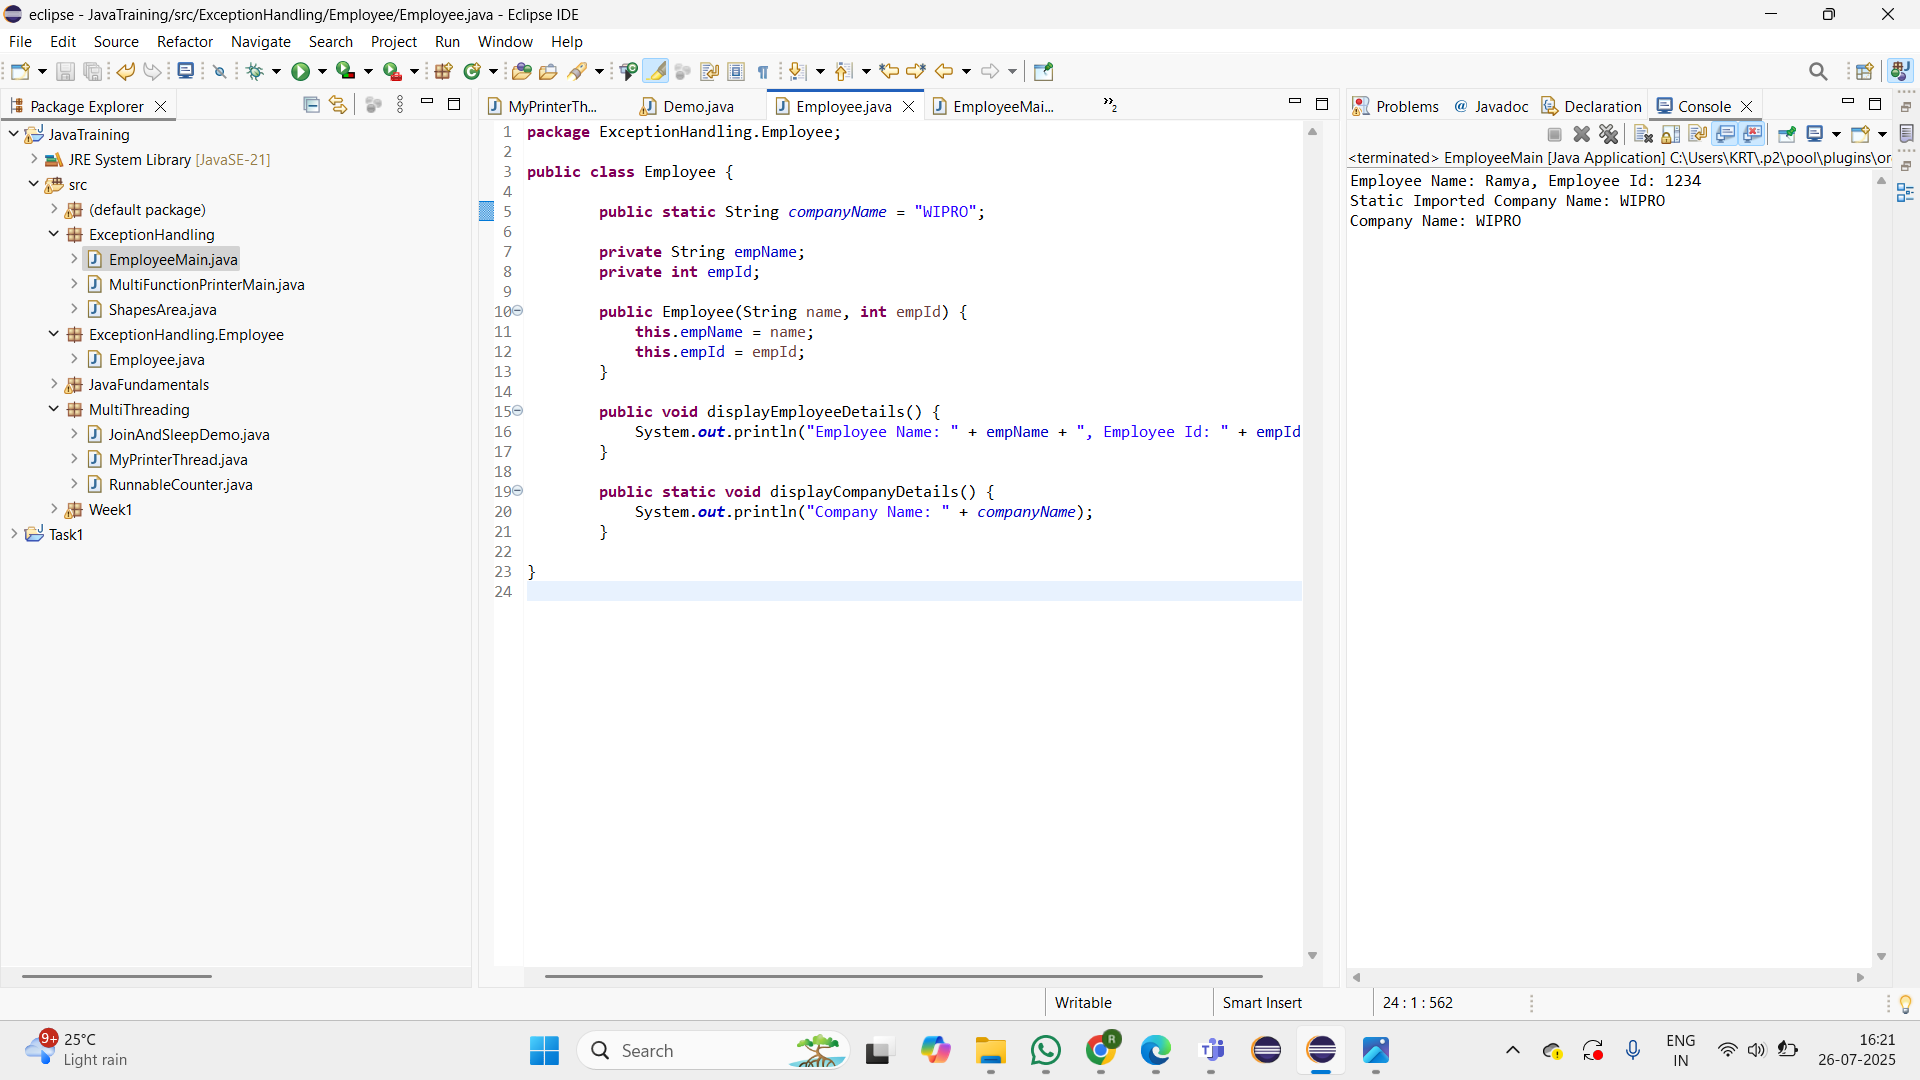 eclipse - JavaTraining/src/ExceptionHandling/Employee/Employee.java - Eclipse IDE
File Edit Source Refactor Navigate Search Project Run Window Help
Package Explorer
JavaTraining
JRE System Library [JavaSE-21]
src
(default package)
ExceptionHandling
EmployeeMain.java
MultiFunctionPrinterMain.java
ShapesArea.java
ExceptionHandling.Employee
Employee.java
JavaFundamentals
MultiThreading
JoinAndSleepDemo.java
MyPrinterThread.java
RunnableCounter.java
Week1
Task1
MyPrinterTh... Demo.java Employee.java EmployeeMai... »2
1 package ExceptionHandling.Employee;
2
3 public class Employee {
4
5 public static String companyName = "WIPRO";
6
7 private String empName;
8 private int empId;
9
10 public Employee(String name, int empId) {
11 this.empName = name;
12 this.empId = empId;
13 }
14
15 public void displayEmployeeDetails() {
16 System.out.println("Employee Name: " + empName + ", Employee Id: " + empId
17 }
18
19 public static void displayCompanyDetails() {
20 System.out.println("Company Name: " + companyName);
21 }
22
23 }
24
Problems @ Javadoc Declaration Console
<terminated> EmployeeMain [Java Application] C:\Users\KRT\.p2\pool\plugins\or
Employee Name: Ramya, Employee Id: 1234
Static Imported Company Name: WIPRO
Company Name: WIPRO
Writable Smart Insert 24 : 1 : 562
9+ 25°C
Light rain
Search
R
ENG
IN
16:21
26-07-2025